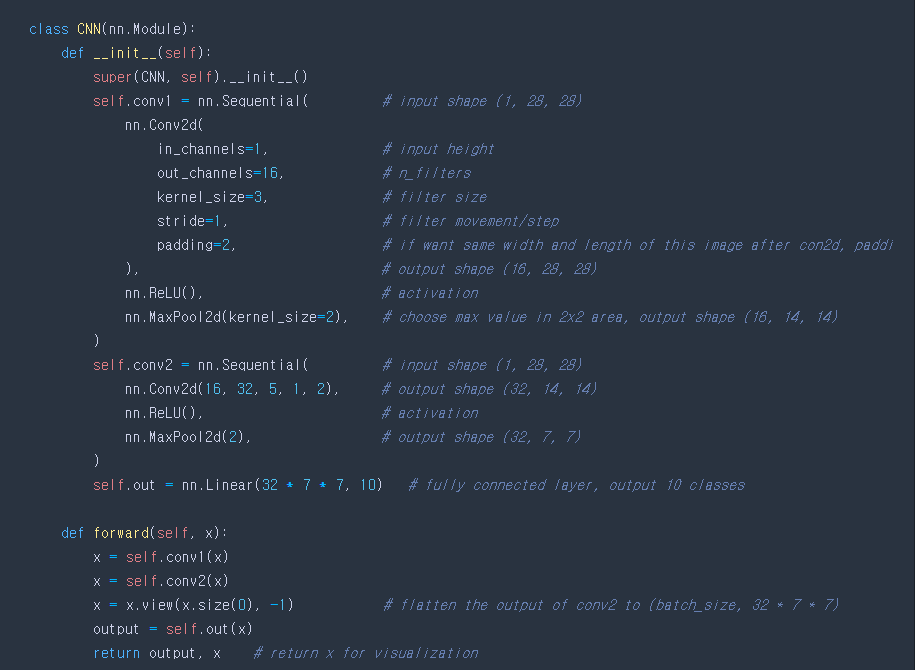 class CNN(nn.Module):
    def __init__(self):
        super(CNN, self).__init__()
        self.conv1 = nn.Sequential(         # input shape (1, 28, 28)
            nn.Conv2d(
                in_channels=1,              # input height
                out_channels=16,            # n_filters
                kernel_size=3,              # filter size
                stride=1,                   # filter movement/step
                padding=2,                  # if want same width and length of this image after con2d, paddi
            ),                              # output shape (16, 28, 28)
            nn.ReLU(),                      # activation
            nn.MaxPool2d(kernel_size=2),    # choose max value in 2x2 area, output shape (16, 14, 14)
        )
        self.conv2 = nn.Sequential(         # input shape (1, 28, 28)
            nn.Conv2d(16, 32, 5, 1, 2),     # output shape (32, 14, 14)
            nn.ReLU(),                      # activation
            nn.MaxPool2d(2),                # output shape (32, 7, 7)
        )
        self.out = nn.Linear(32 * 7 * 7, 10)   # fully connected layer, output 10 classes
    def forward(self, x):
        x = self.conv1(x)
        x = self.conv2(x)
        x = x.view(x.size(0), -1)           # flatten the output of conv2 to (batch_size, 32 * 7 * 7)
        output = self.out(x)
        return output, x    # return x for visualization